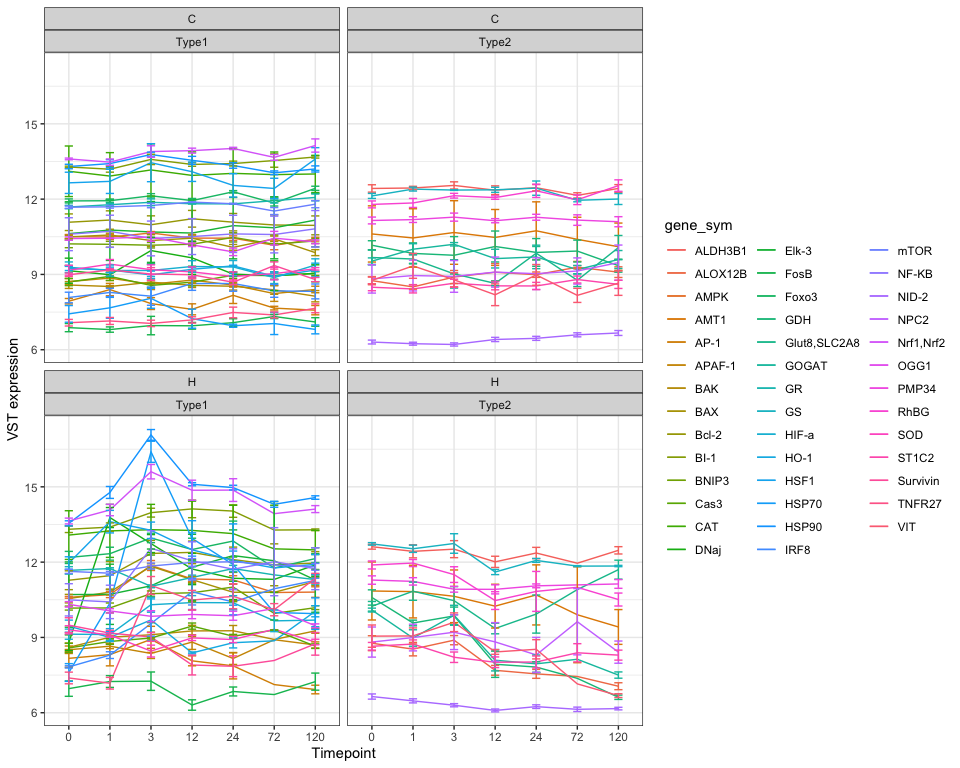 C
C
Type1
Type2
15
12
9
6
H
H
Type1
Type2
15
12
9
6
0 1 3 12 24 72 120
0 1 3 12 24 72 120
Timepoint
VST expression
gene_sym
ALDH3B1 Elk-3 mTOR
ALOX12B FosB NF-KB
AMPK Foxo3 NID-2
AMT1 GDH NPC2
AP-1 Glut8,SLC2A8 Nrf1,Nrf2
APAF-1 GOGAT OGG1
BAK GR PMP34
BAX GS RhBG
Bcl-2 HIF-a SOD
BI-1 HO-1 ST1C2
BNIP3 HSF1 Survivin
Cas3 HSP70 TNFR27
CAT HSP90 VIT
DNaj IRF8